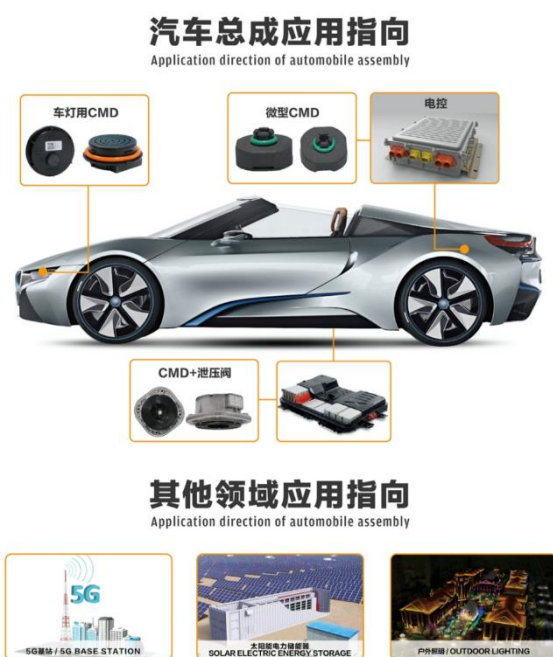 汽车总成应用指向
Application direction of automobile assembly
车灯用CMD
微型CMD
电控
CMD+泄压阀
其他领域应用指向
Application direction of automobile assembly
5G
5G基站 / 5G BASE STATION
太阳能电力储能器
SOLAR ELECTRIC ENERGY STORAGE
户外照明 / OUTDOOR LIGHTING